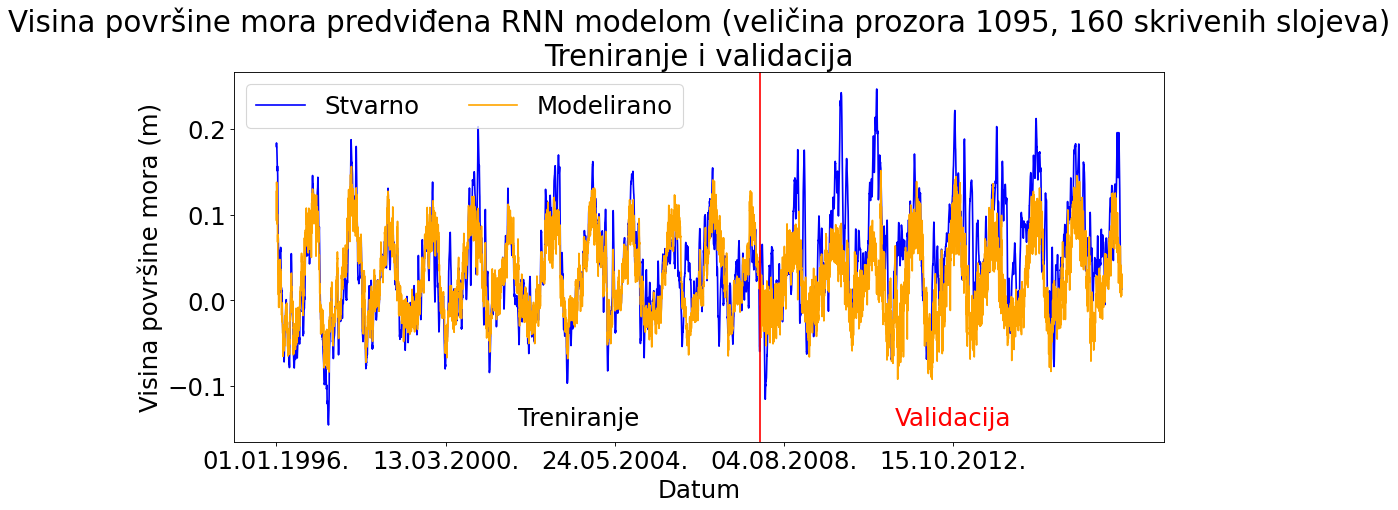 Visina površine mora predviđena RNN modelom (veličina prozora 1095, 160 skrivenih slojeva)
Treniranje i validacija
Stvarno
Modelirano
Visina površine mora (m)
0.2
0.1
0.0
−0.1
Treniranje
Validacija
01.01.1996.
13.03.2000.
24.05.2004.
04.08.2008.
15.10.2012.
Datum